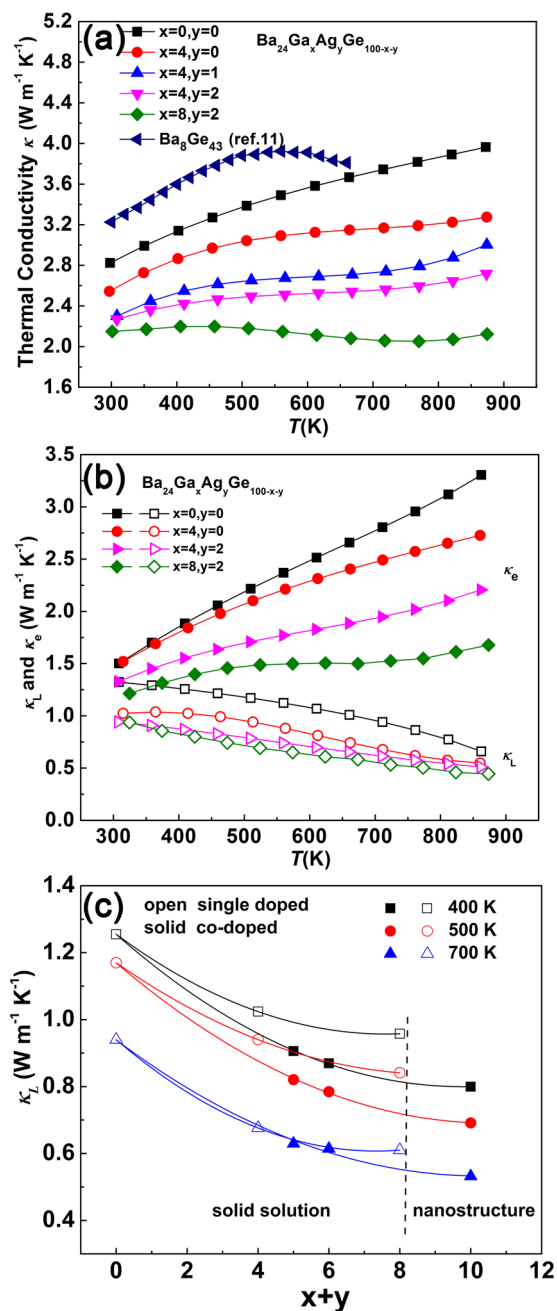 (a)
Ba24GaxAgyGe100-x-y
x=0,y=0
x=4,y=0
x=4,y=1
x=4,y=2
x=8,y=2
Ba8Ge43 (ref.11)
Thermal Conductivity κ (W m-1 K-1)
4.8
4.4
4.0
3.6
3.2
2.8
2.4
2.0
1.6
300 400 500 600 700 800 900
T(K)
(b)
Ba24GaxAgyGe100-x-y
x=0,y=0
x=4,y=0
x=4,y=2
x=8,y=2
κe
κL
κL and κe (W m-1 K-1)
3.5
3.0
2.5
2.0
1.5
1.0
0.5
0.0
300 400 500 600 700 800 900
T(K)
(c)
open single doped
solid co-doped
400 K
500 K
700 K
κL (W m-1 K-1)
1.4
1.2
1.0
0.8
0.6
0.4
solid solution
nanostructure
0 2 4 6 8 10 12
x+y